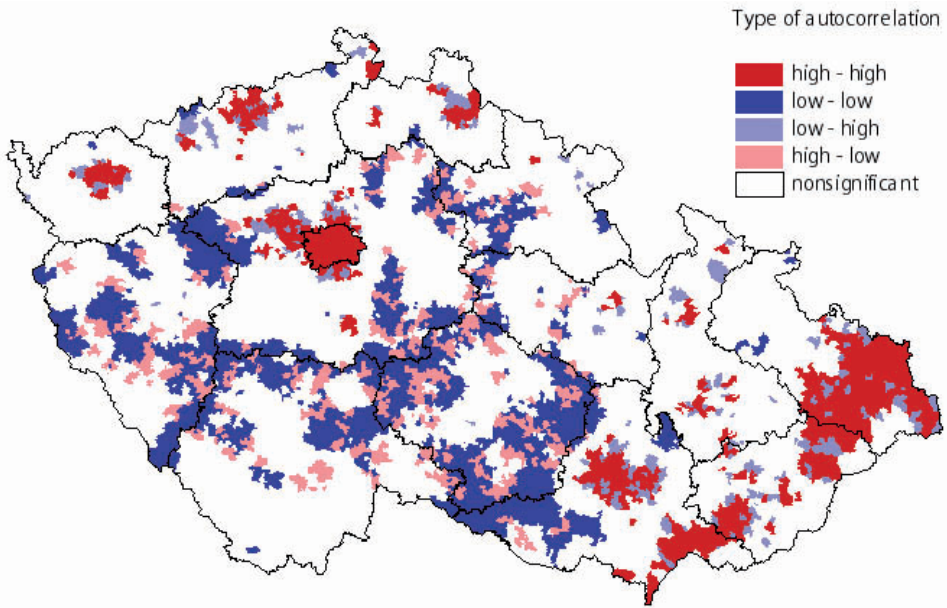 Type of autocorrelation
high - high
low - low
low - high
high - low
nonsignificant